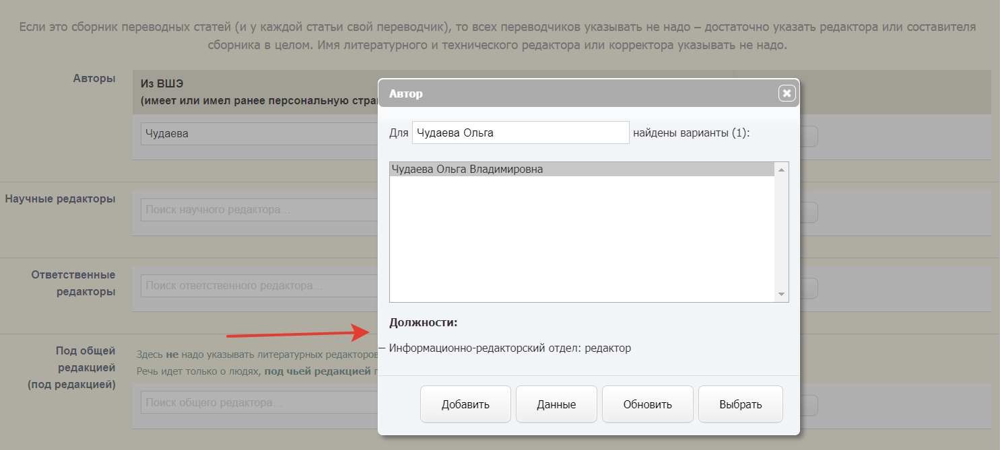 Если это сборник переводных статей (и у каждой статьи свой переводчик), то всех переводчиков указывать не надо – достаточно указать редактора или составителя
сборника в целом. Имя литературного и технического редактора или корректора указывать не надо.
Авторы
Из ВШЭ
(имеет или имел ранее персональную
Чудаева
Научные редакторы
Поиск научного редактора...
Ответственные
редакторы
Поиск ответственного редактора...
Под общей
редакцией
(под редакцией)
Здесь не надо указывать литературных редакторов
Речь идет только о людях, под чьей редакцией
Поиск общего редактора...
Автор
Для Чудаева Ольга найдены варианты (1):
Чудаева Ольга Владимировна
Должности:
– Информационно-редакторский отдел: редактор
Добавить Данные Обновить Выбрать